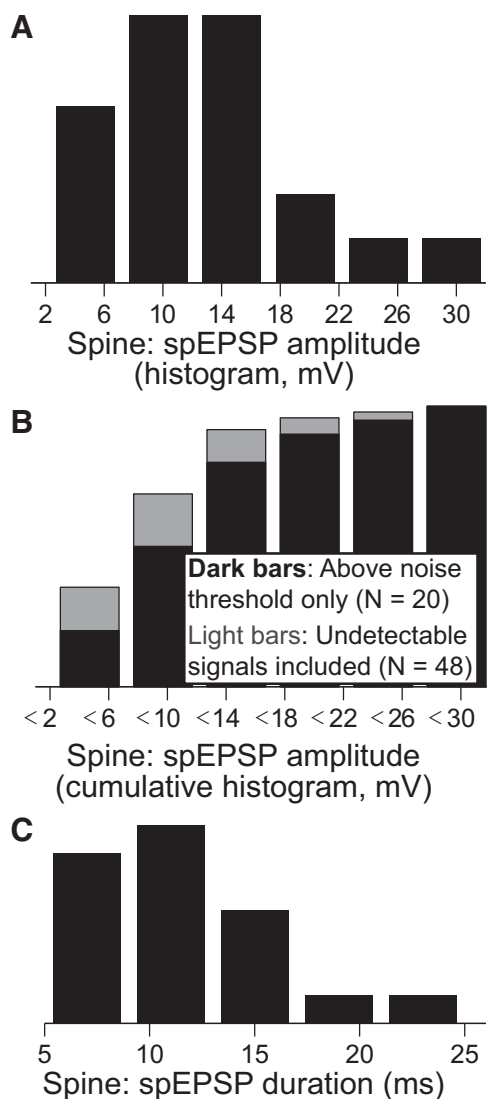 A
2 6 10 14 18 22 26 30
Spine: spEPSP amplitude
(histogram, mV)
B
Dark bars: Above noise
threshold only (N = 20)
Light bars: Undetectable
signals included (N = 48)
<2 <6 <10 <14 <18 <22 <26 <30
Spine: spEPSP amplitude
(cumulative histogram, mV)
C
5 10 15 20 25
Spine: spEPSP duration (ms)